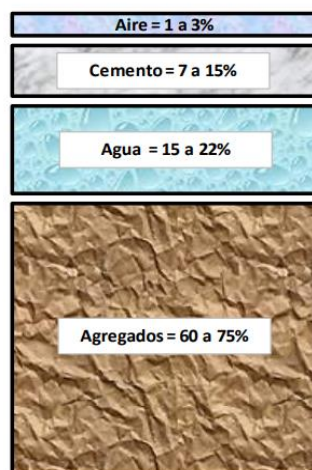 Aire = 1 a 3%
Cemento = 7 a 15%
Agua = 15 a 22%
Agregados = 60 a 75%